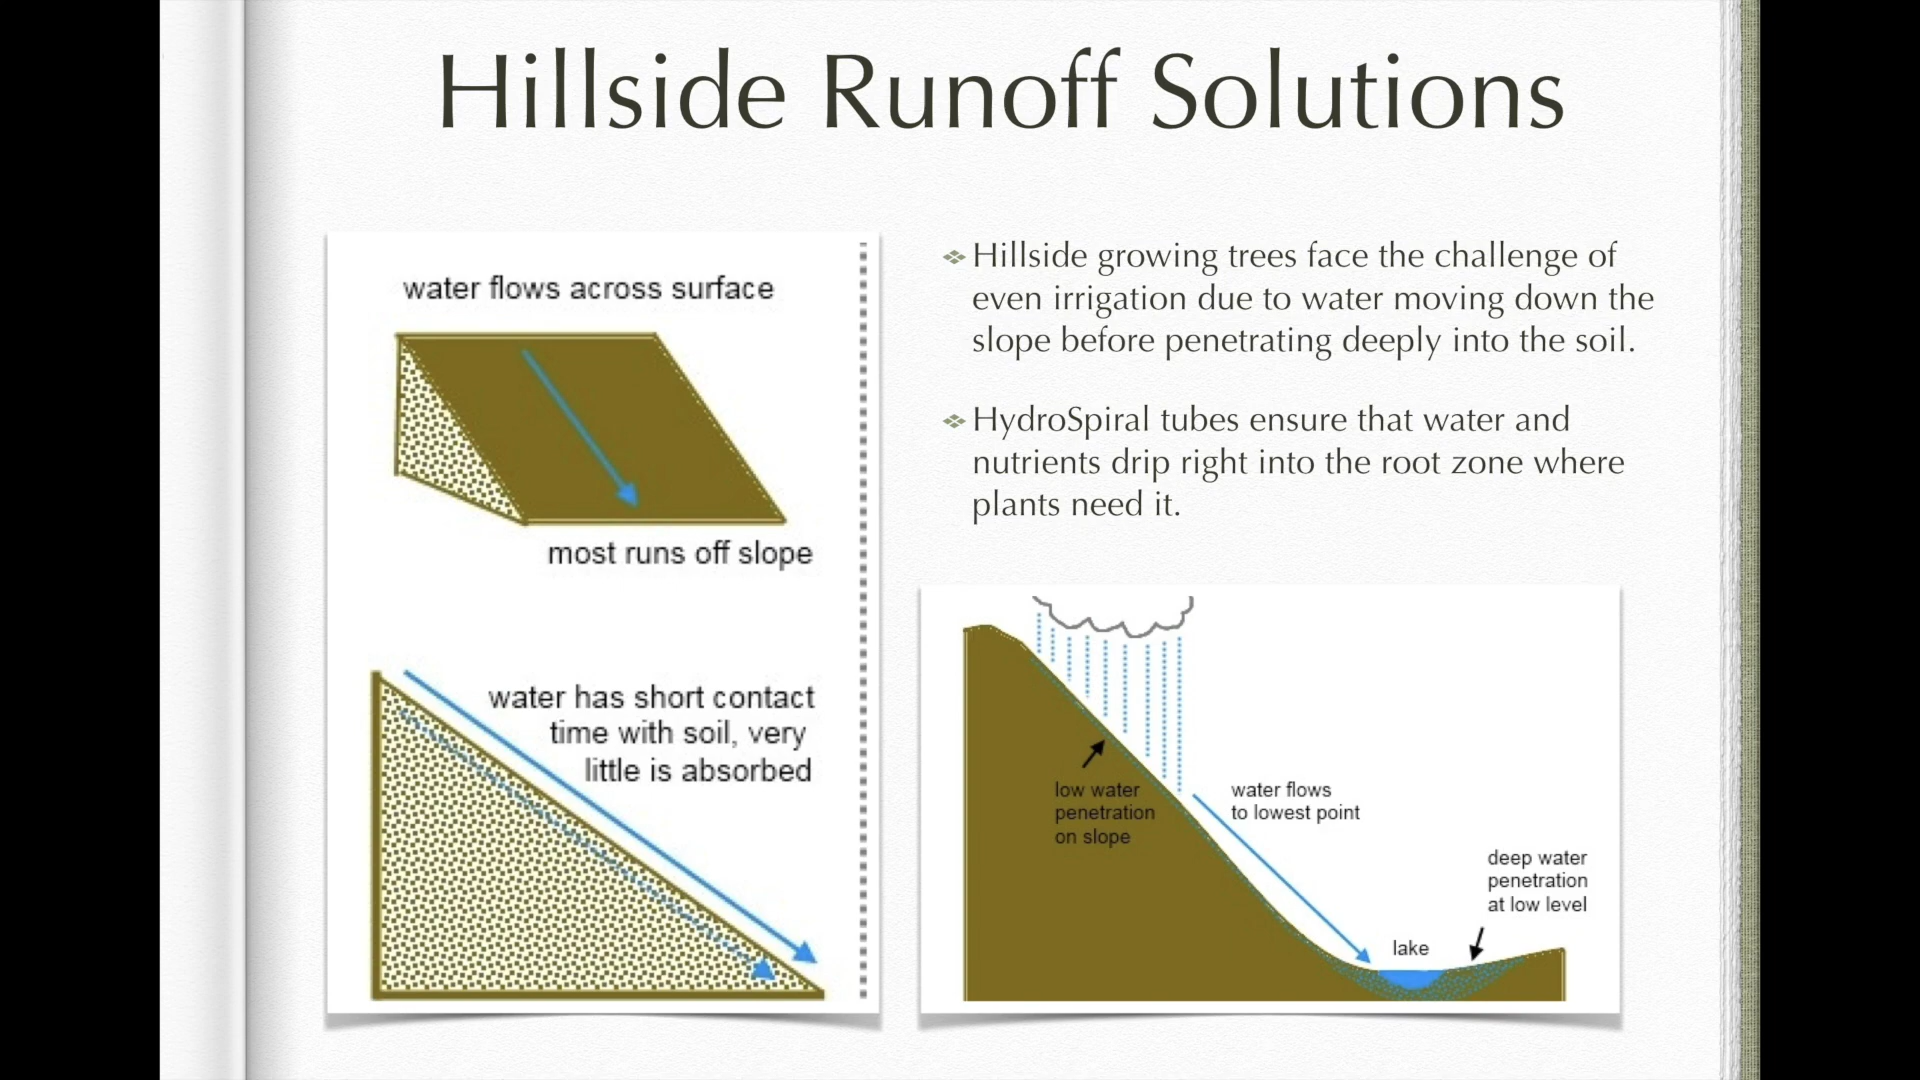 Hillside Runoff Solutions
water flows across surface
most runs off slope
water has short contact
time with soil, very
little is absorbed
❖ Hillside growing trees face the challenge of
even irrigation due to water moving down the
slope before penetrating deeply into the soil.
❖ HydroSpiral tubes ensure that water and
nutrients drip right into the root zone where
plants need it.
low water
penetration
on slope
water flows
to lowest point
deep water
penetration
at low level
lake